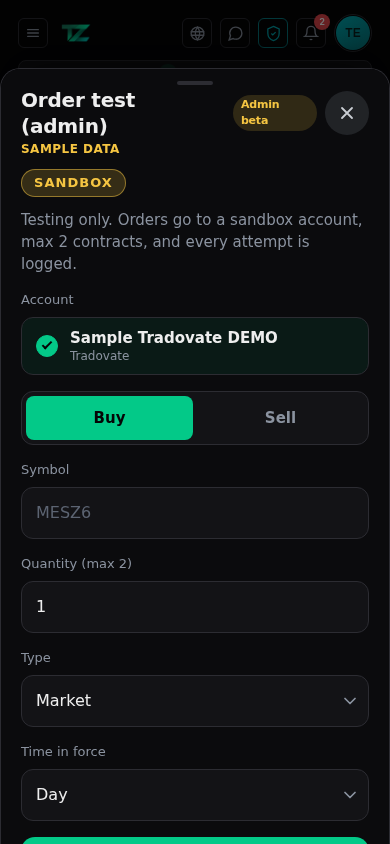 TZ
2
TE
Order test
(admin)
Admin
beta
SAMPLE DATA
SANDBOX
Testing only. Orders go to a sandbox account,
max 2 contracts, and every attempt is
logged.
Account
Sample Tradovate DEMO
Tradovate
Buy
Sell
Symbol
MESZ6
Quantity (max 2)
1
Type
Market
Time in force
Day